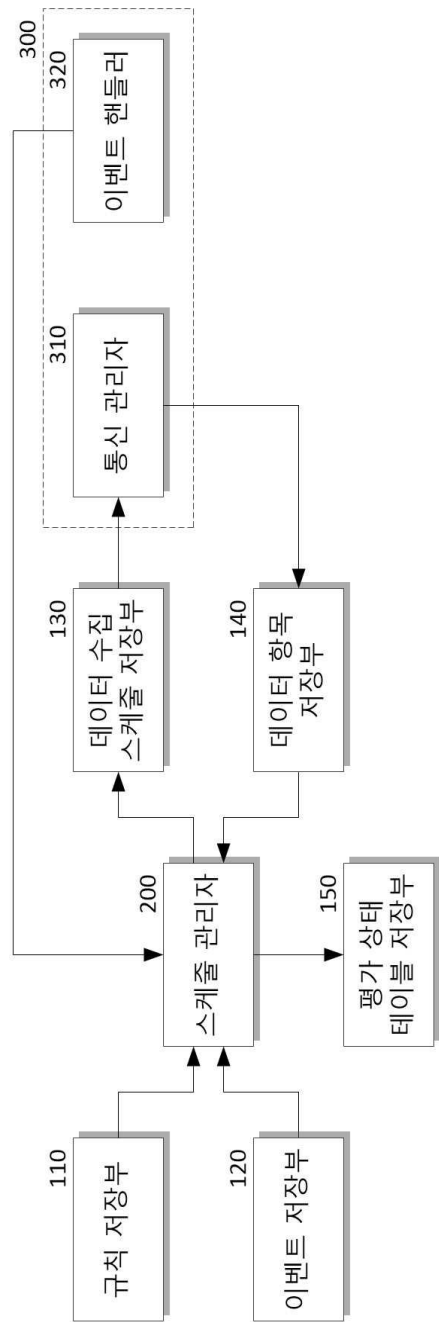 110
규칙 저장부
120
이벤트 저장부
200
스케줄 관리자
130
데이터 수집
스케줄 저장부
140
데이터 항목
저장부
150
평가 상태
테이블 저장부
300
310
통신 관리자
320
이벤트 핸들러